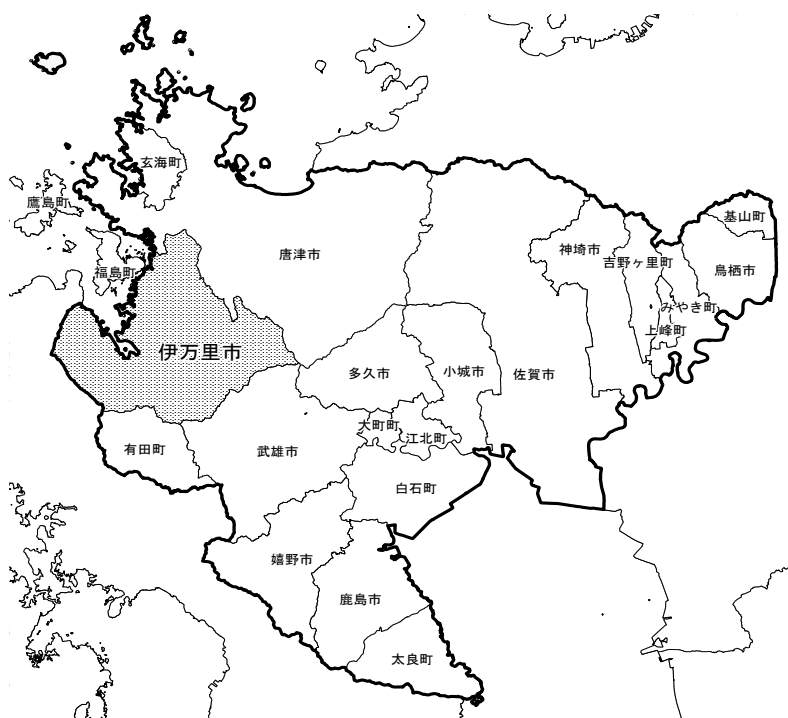 玄海町
鷹島町
基山町
唐津市
神埼市
吉野ヶ里町
福島町
鳥栖市
みやき町
上峰町
伊万里市
多久市
小城市
佐賀市
大町町
江北町
有田町
武雄市
白石町
嬉野市
鹿島市
太良町